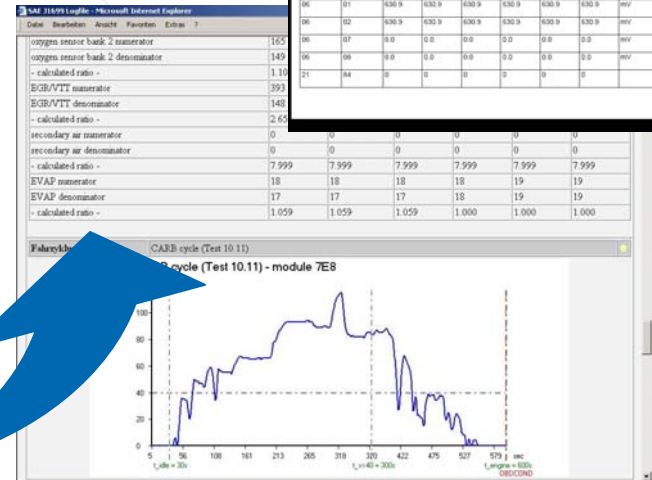 SAE J1699 Logfile - Microsoft Internet Explorer
Datei Bearbeiten Ansicht Favoriten Extras ?
06 01 630.9 630.9 630.9 630.9 630.9 630.9 mV
06 02 630.9 630.9 630.9 630.9 630.9 630.9 mV
06 07 0.0 0.0 0.0 0.0 0.0 0.0 mV
06 08 0.0 0.0 0.0 0.0 0.0 0.0 mV
21 84 0 0 0 0 0 0
oxygen sensor bank 2 numerator 165
oxygen sensor bank 2 denominator 149
- calculated ratio - 1.10
EGR/VTT numerator 393
EGR/VTT denominator 148
- calculated ratio - 2.65
secondary air numerator 0 0 0 0 0 0
secondary air denominator 0 0 0 0 0 0
- calculated ratio - 7.999 7.999 7.999 7.999 7.999 7.999
EVAP numerator 18 18 18 18 19 19
EVAP denominator 17 17 17 18 19 19
- calculated ratio - 1.059 1.059 1.059 1.000 1.000 1.000
CARB cycle (Test 10.11)
cycle (Test 10.11) - module 7E8
100
80
60
40
20
0
5 56 108 161 213 265 318 320 422 475 527 579 sec
t_idle = 30s t_v>40 = 300s t_engine = 600s
OBDCOND